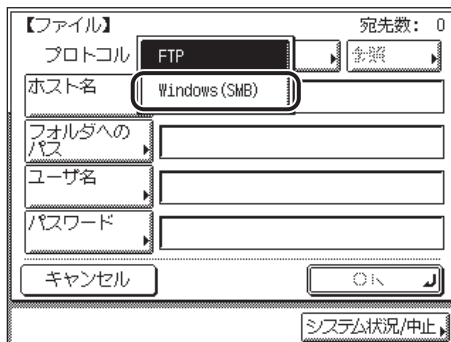 【ファイル】 宛先数: 0
プロトコル FTP 参照
Windows(SMB)
ホスト名
フォルダへの
パス
ユーザ名
パスワード
キャンセル OK
システム状況/中止